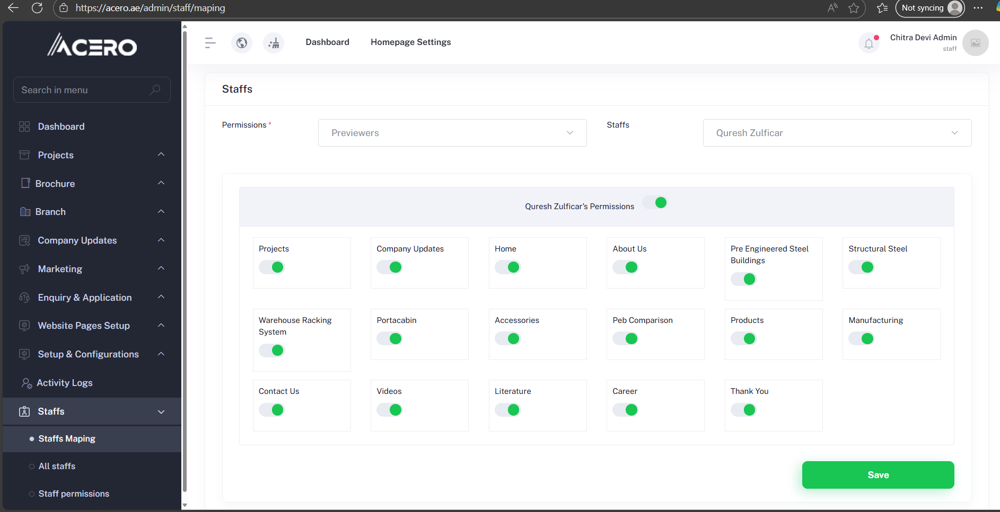 https://acero.ae/admin/staff/maping
Not syncing
ACERO
Search in menu
Dashboard
Projects
Brochure
Branch
Company Updates
Marketing
Enquiry & Application
Website Pages Setup
Setup & Configurations
Activity Logs
Staffs
Staffs Maping
All staffs
Staff permissions
Dashboard
Homepage Settings
Chitra Devi Admin
staff
Staffs
Permissions *
Previewers
Staffs
Quresh Zulficar
Quresh Zulficar's Permissions
Projects
Company Updates
Home
About Us
Pre Engineered Steel
Buildings
Structural Steel
Warehouse Racking
System
Portacabin
Accessories
Peb Comparison
Products
Manufacturing
Contact Us
Videos
Literature
Career
Thank You
Save